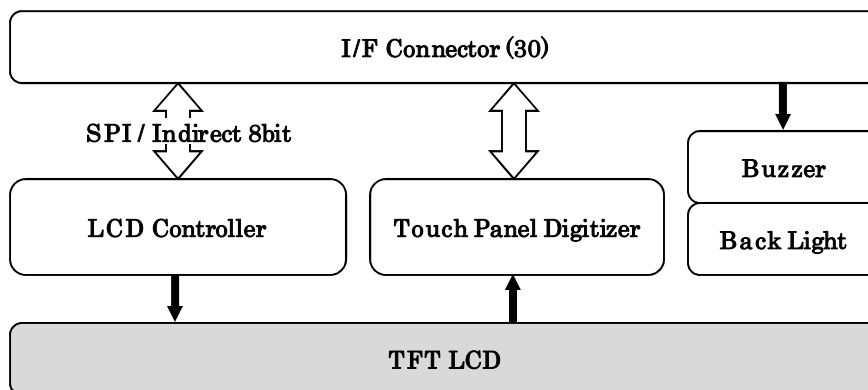 I/F Connector (30)
SPI / Indirect 8bit
Buzzer
LCD Controller
Touch Panel Digitizer
Back Light
TFT LCD